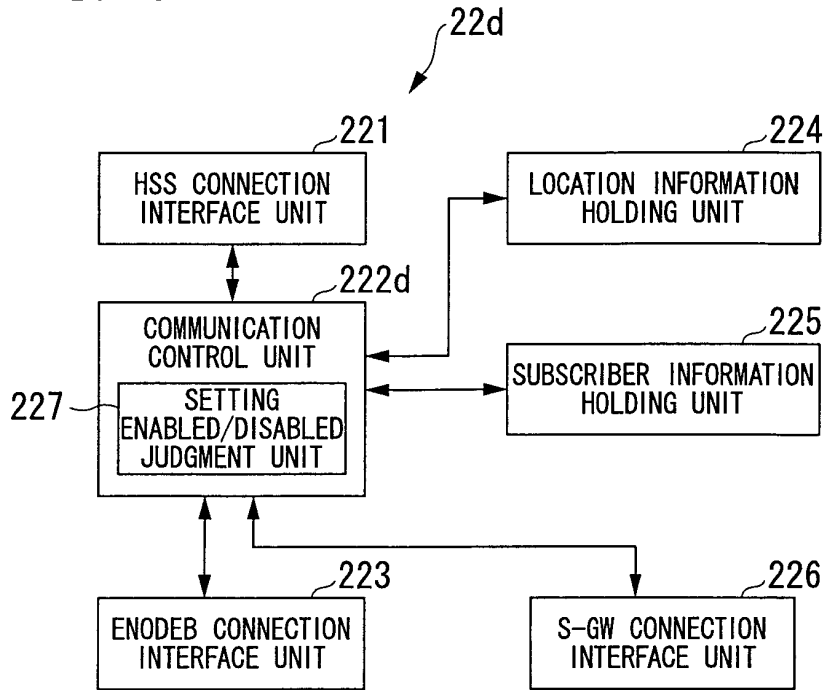 22d
221
HSS CONNECTION
INTERFACE UNIT
224
LOCATION INFORMATION
HOLDING UNIT
222d
COMMUNICATION
CONTROL UNIT
227
SETTING
ENABLED/DISABLED
JUDGMENT UNIT
225
SUBSCRIBER INFORMATION
HOLDING UNIT
223
ENODEB CONNECTION
INTERFACE UNIT
226
S-GW CONNECTION
INTERFACE UNIT